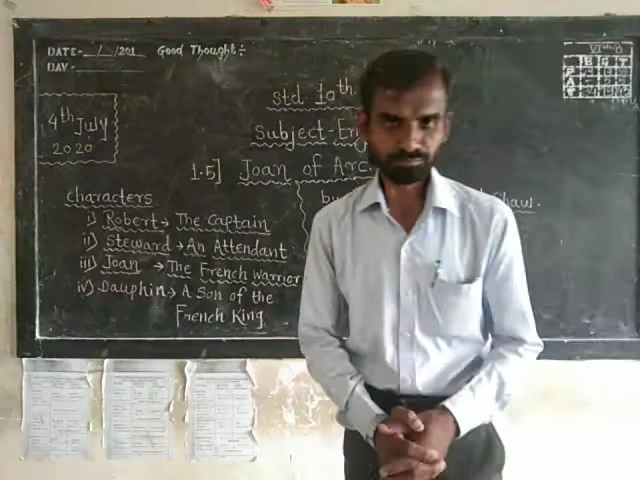 DATE- _/_/201_ Good Thought:
DAY-
VIII-B
B G T
4th July
2020
std 10th
Subject-En
1.5] Joan of Arc
by
Shaw.
characters
i) Robert→ The Captain
ii) Steward→An Attendant
iii) Joan → The French Warrior
iv) Dauphin→ A Son of the
French King